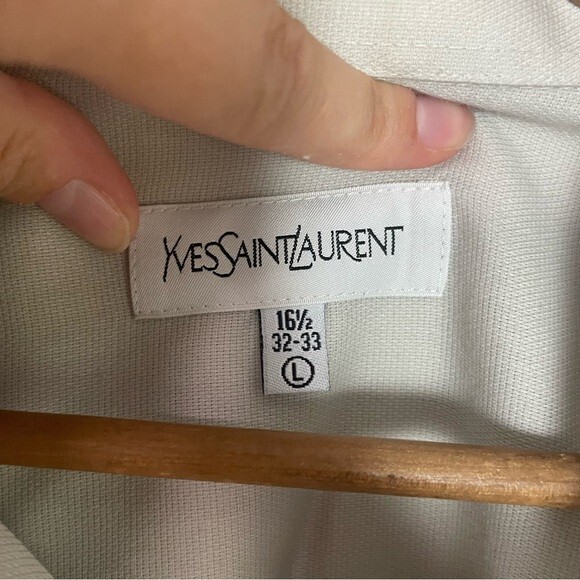 YVESSAINTLAURENT
16½
32-33
L